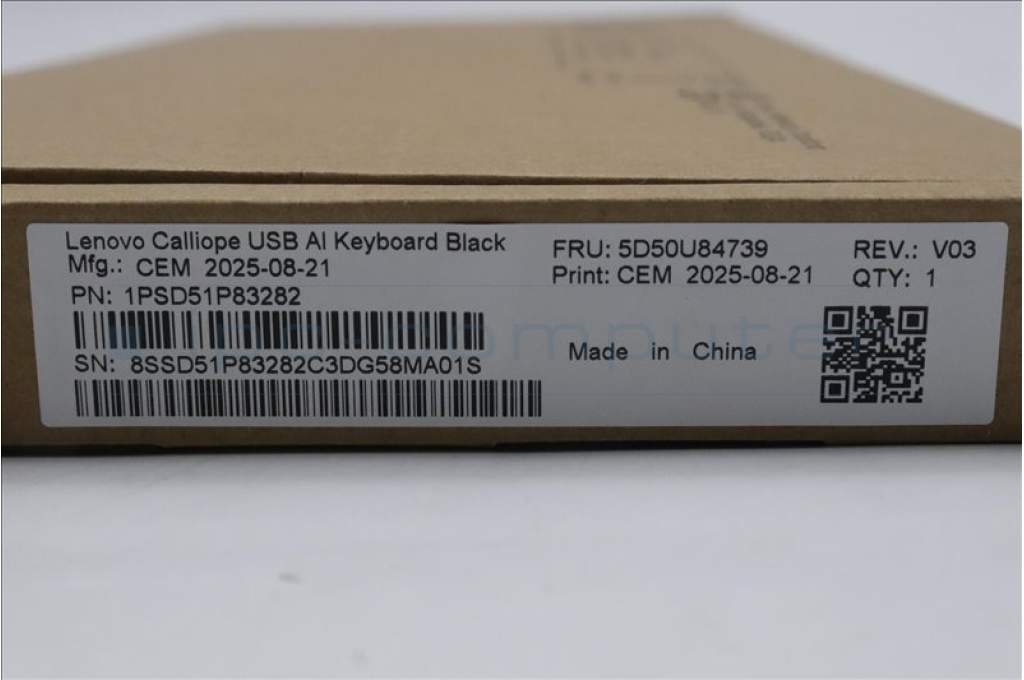 Lenovo Calliope USB AI Keyboard Black
FRU: 5D50U84739
REV.: V03
Mfg.: CEM 2025-08-21
Print: CEM 2025-08-21
QTY: 1
PN: 1PSD51P83282
Made in China
SN: 8SSD51P83282C3DG58MA01S